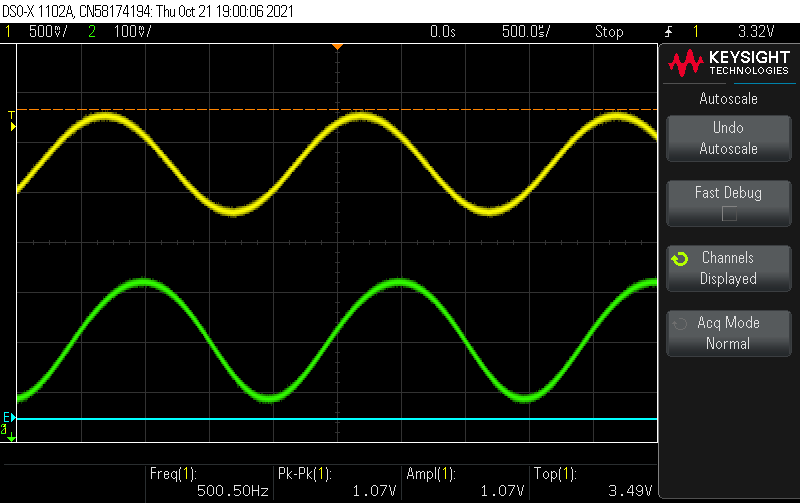 DSO-X 1102A, CN58174194: Thu Oct 21 19:00:06 2021
1 500mV/ 2 100mV/ 0.0s 500.0us/ Stop 1 3.32V
KEYSIGHT
TECHNOLOGIES
Autoscale
Undo
Autoscale
Fast Debug
Channels
Displayed
Acq Mode
Normal
T
E
Freq(1): Pk-Pk(1): Ampl(1): Top(1):
500.50Hz 1.07V 1.07V 3.49V